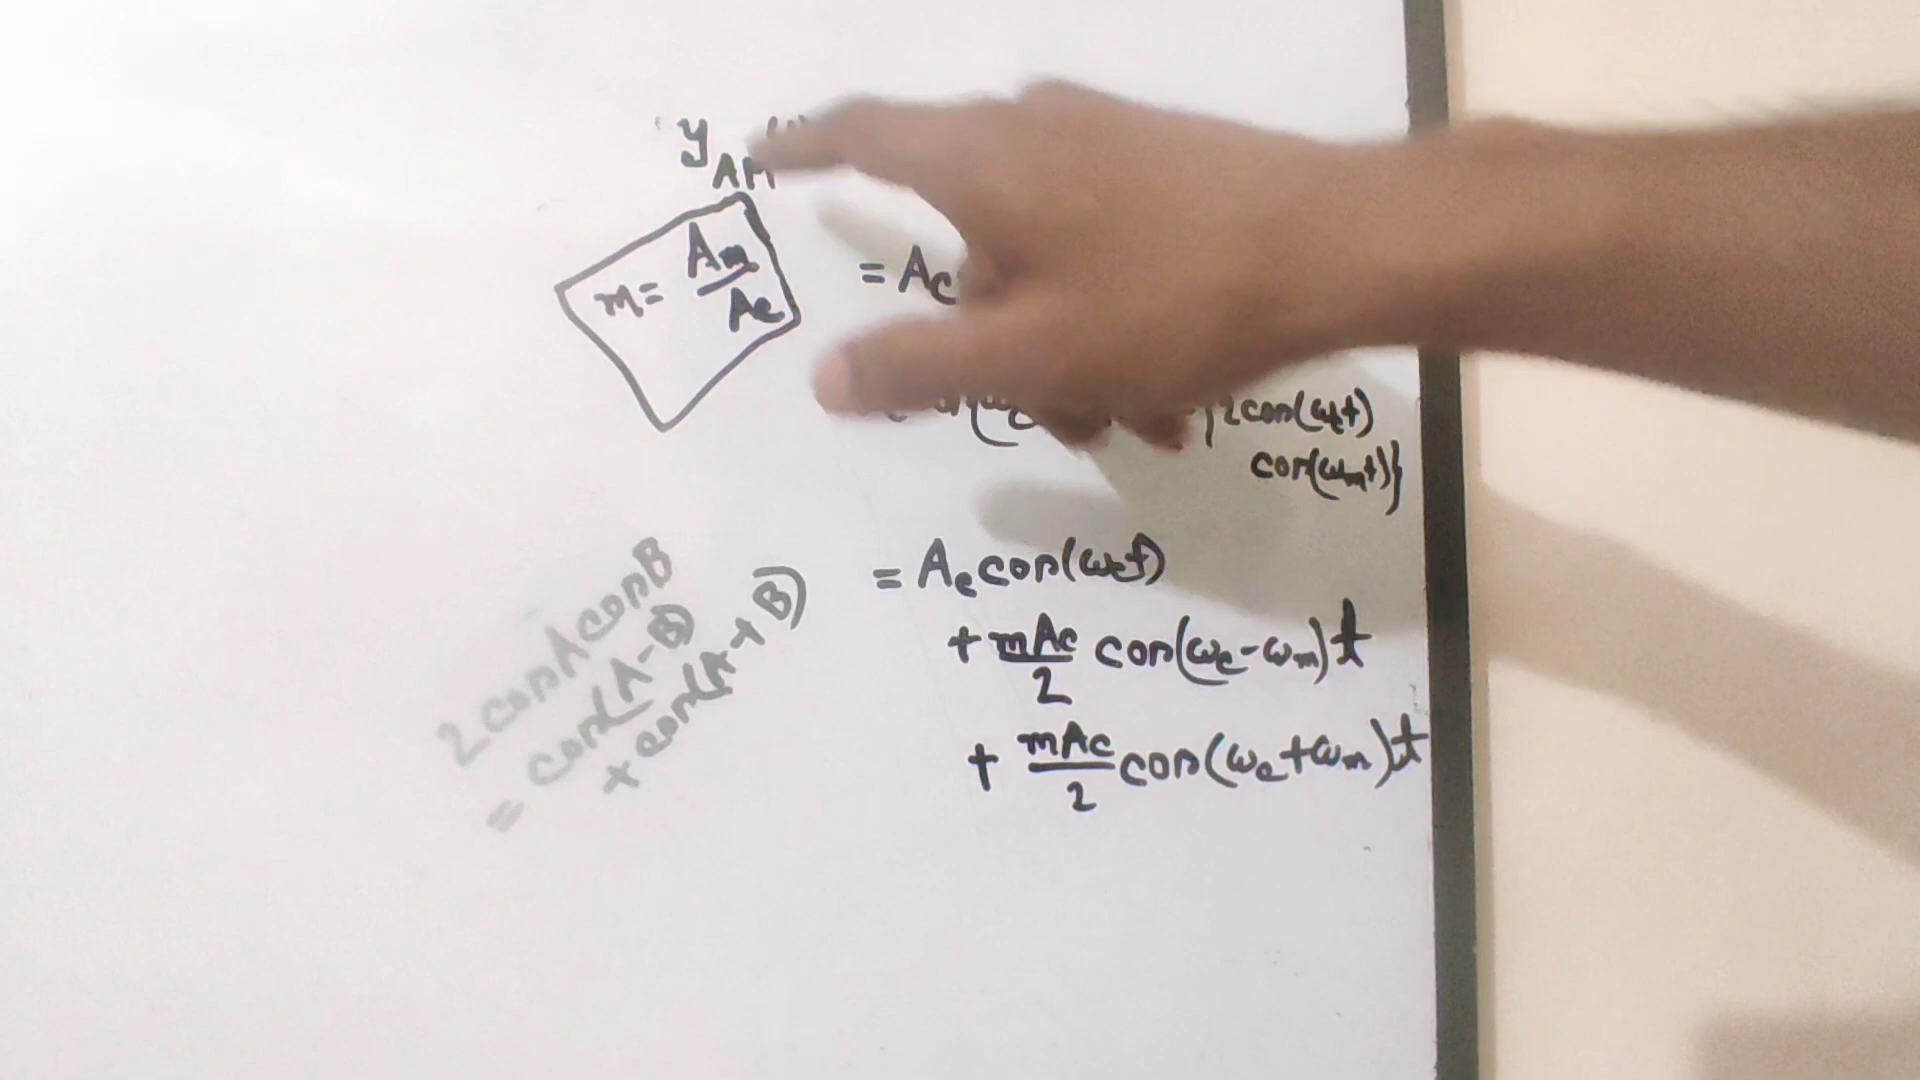 y_AM
m = Am/Ac
= Ac
2cos(ωct)
cos(ωmt)}
= Ac cos(ωct)
+ mAc/2 cos(ωc-ωm)t
+ mAc/2 cos(ωc+ωm)t
2cosAcosB
= cos(A-B)
+ cos(A+B)